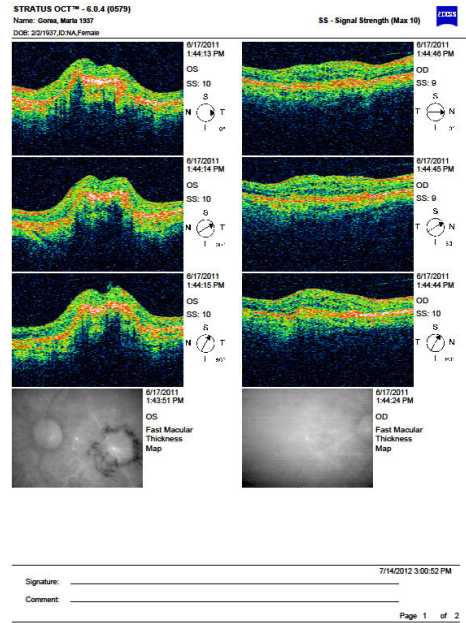 STRATUS OCT™ - 6.0.4 (0579)
Name: Gorea, Maria 1937
SS - Signal Strength (Max 10)
ZEISS
DOB: 2/2/1937,ID:NA,Female
6/17/2011
1:44:13 PM
OS
SS: 10
S
N T
I 0°
6/17/2011
1:44:46 PM
OD
SS: 9
S
T N
I
6/17/2011
1:44:14 PM
OS
SS: 10
S
N T
I
6/17/2011
1:44:45 PM
OD
SS: 9
S
T N
I
6/17/2011
1:44:15 PM
OS
SS: 10
S
N T
I
6/17/2011
1:44:44 PM
OD
SS: 10
S
T N
I
6/17/2011
1:43:51 PM
OS
Fast Macular
Thickness
Map
6/17/2011
1:44:24 PM
OD
Fast Macular
Thickness
Map
7/14/2012 3:00:52 PM
Signature:
Comment:
Page 1 of 2